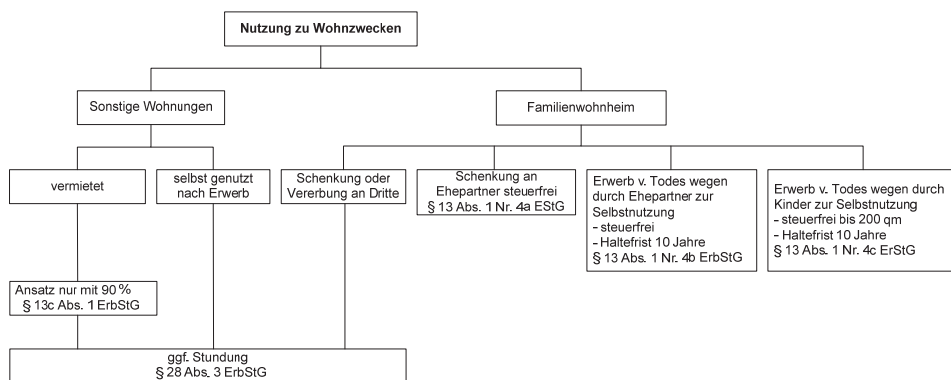 Nutzung zu Wohnzwecken
Sonstige Wohnungen
Familienwohnheim
vermietet
selbst genutzt
nach Erwerb
Schenkung oder
Vererbung an Dritte
Schenkung an
Ehepartner steuerfrei
§ 13 Abs. 1 Nr. 4a EStG
Erwerb v. Todes wegen
durch Ehepartner zur
Selbstnutzung
- steuerfrei
- Haltefrist 10 Jahre
§ 13 Abs. 1 Nr. 4b ErbStG
Erwerb v. Todes wegen durch
Kinder zur Selbstnutzung
- steuerfrei bis 200 qm
- Haltefrist 10 Jahre
§ 13 Abs. 1 Nr. 4c ErStG
Ansatz nur mit 90 %
§ 13c Abs. 1 ErbStG
ggf. Stundung
§ 28 Abs. 3 ErbStG